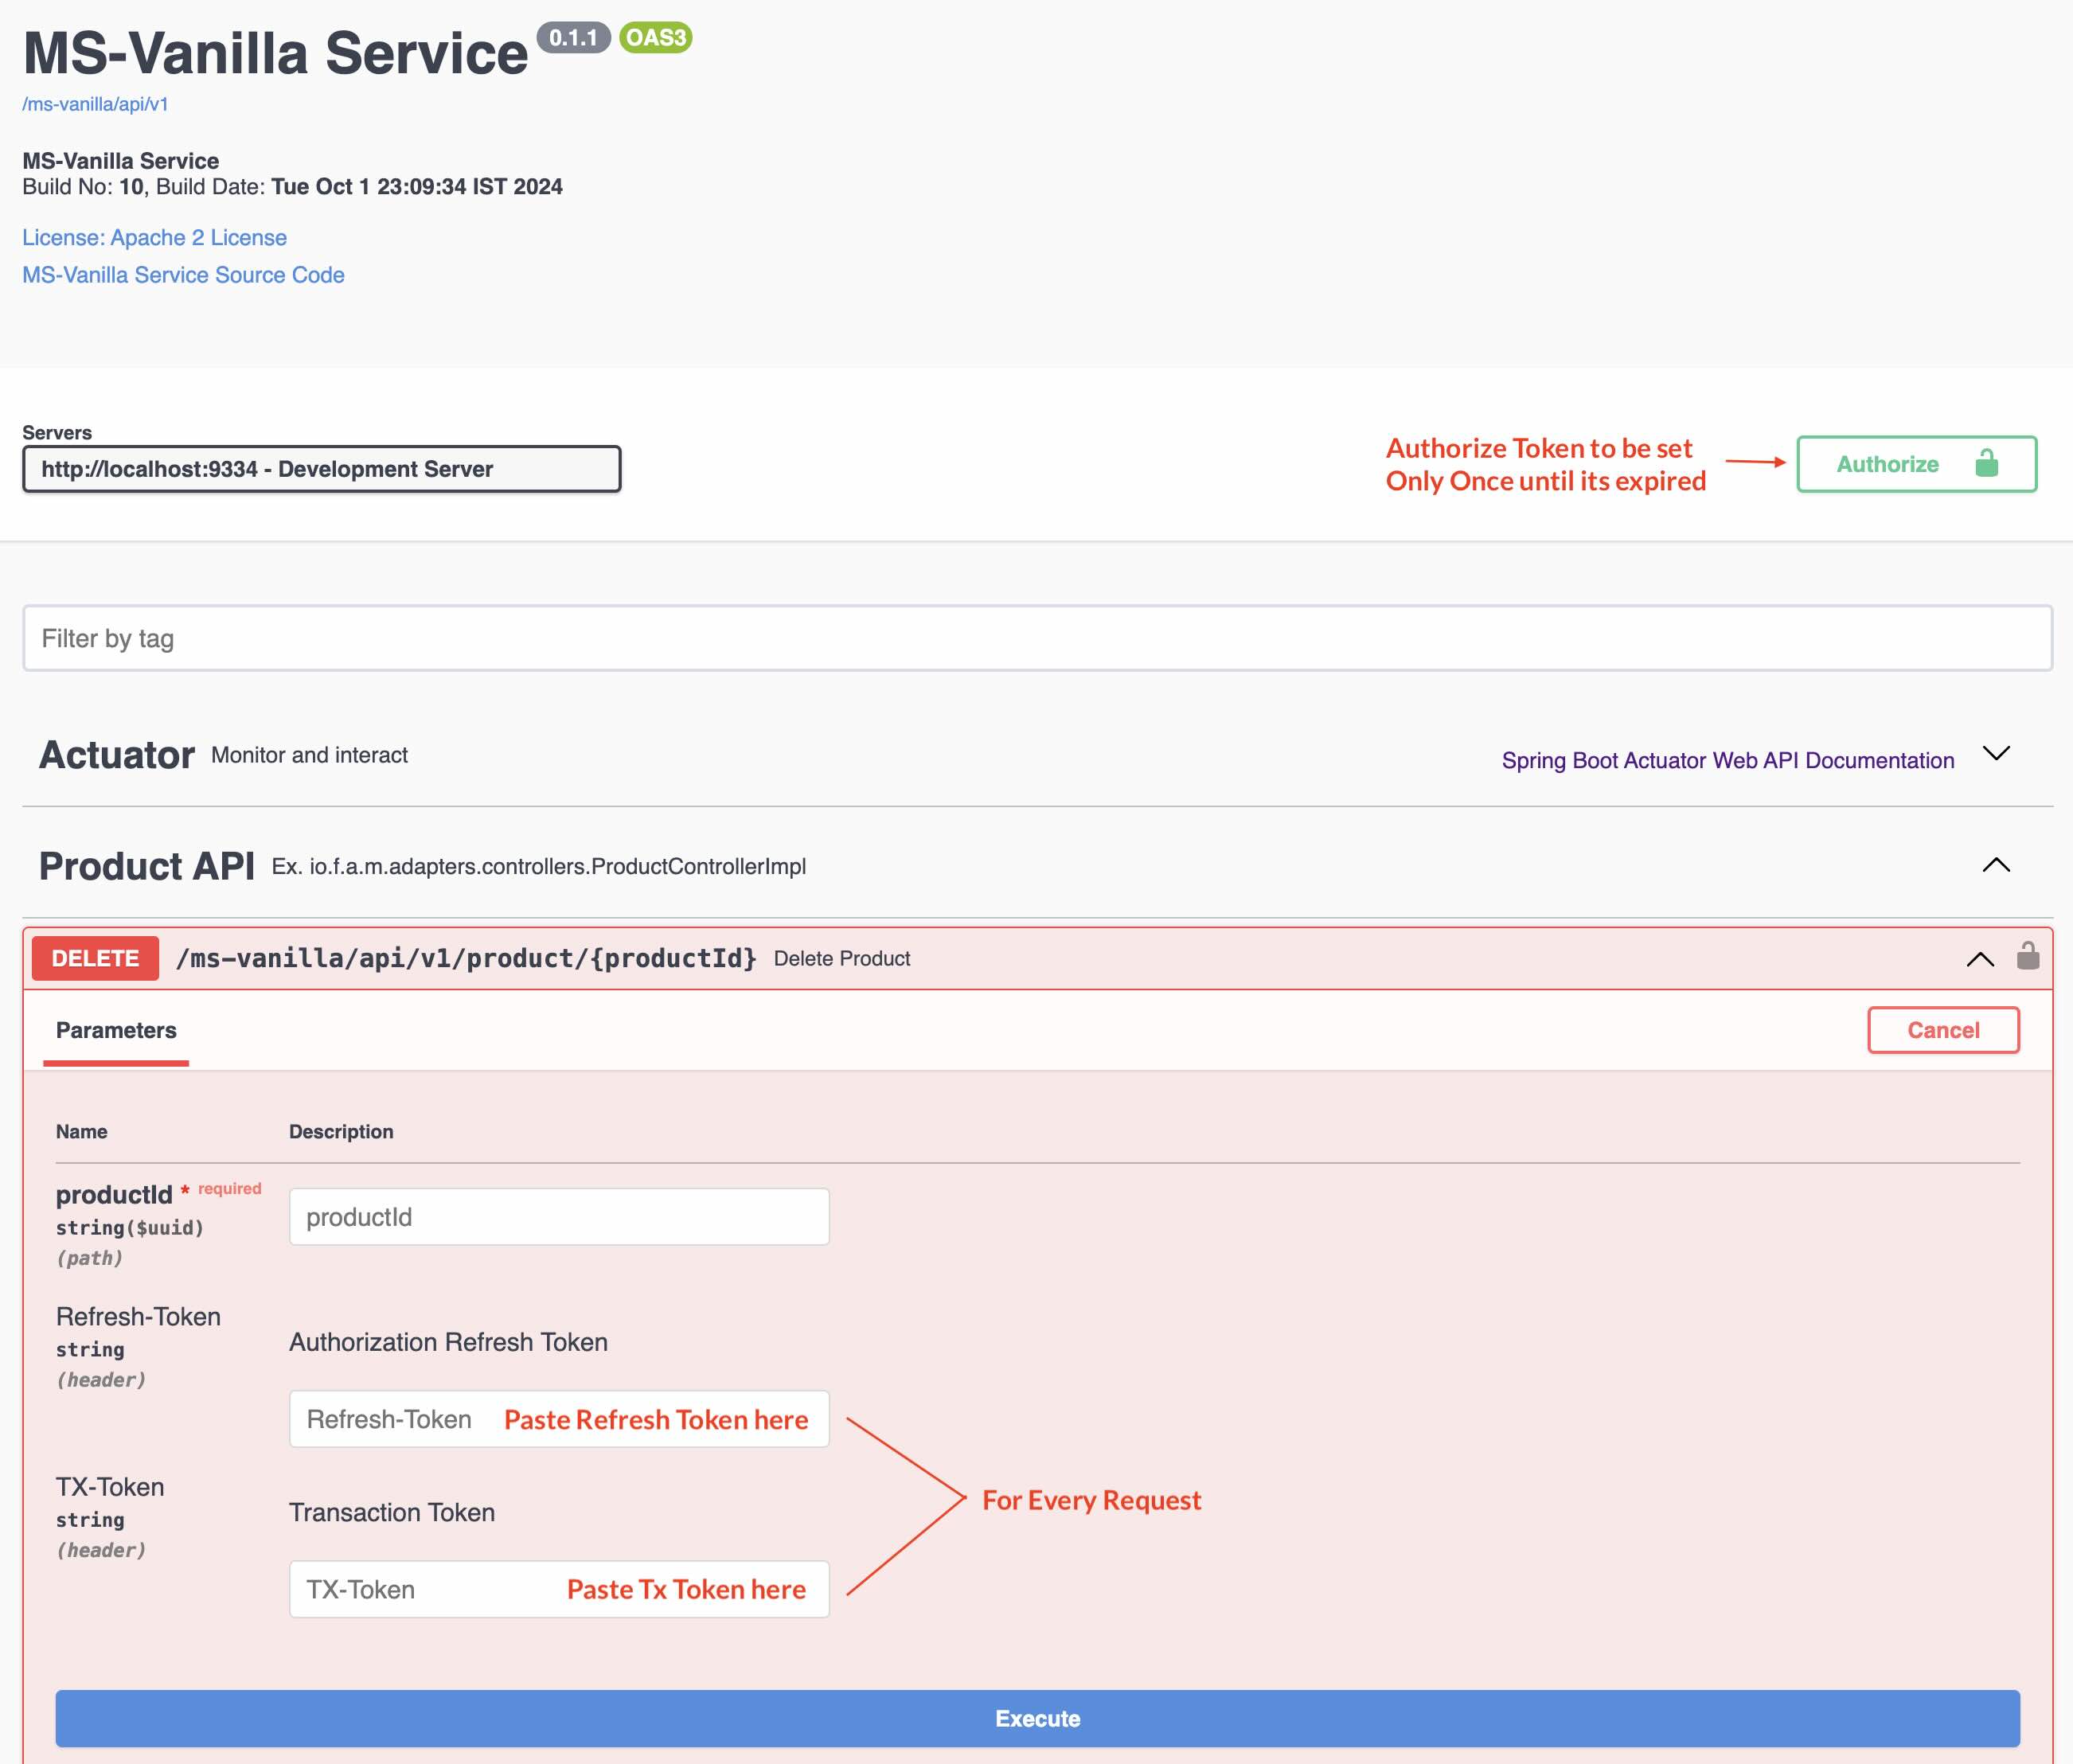 MS-Vanilla Service 0.1.1 OAS3
/ms-vanilla/api/v1
MS-Vanilla Service
Build No: 10, Build Date: Tue Oct 1 23:09:34 IST 2024
License: Apache 2 License
MS-Vanilla Service Source Code
Servers
http://localhost:9334 - Development Server
Authorize Token to be set
Only Once until its expired
Authorize
Filter by tag
Actuator Monitor and interact
Spring Boot Actuator Web API Documentation
Product API Ex. io.f.a.m.adapters.controllers.ProductControllerImpl
DELETE /ms-vanilla/api/v1/product/{productId} Delete Product
Parameters
Cancel
Name Description
productId * required
string($uuid)
(path)
productId
Refresh-Token
string
(header)
Authorization Refresh Token
Refresh-Token Paste Refresh Token here
TX-Token
string
(header)
Transaction Token
TX-Token Paste Tx Token here
For Every Request
Execute